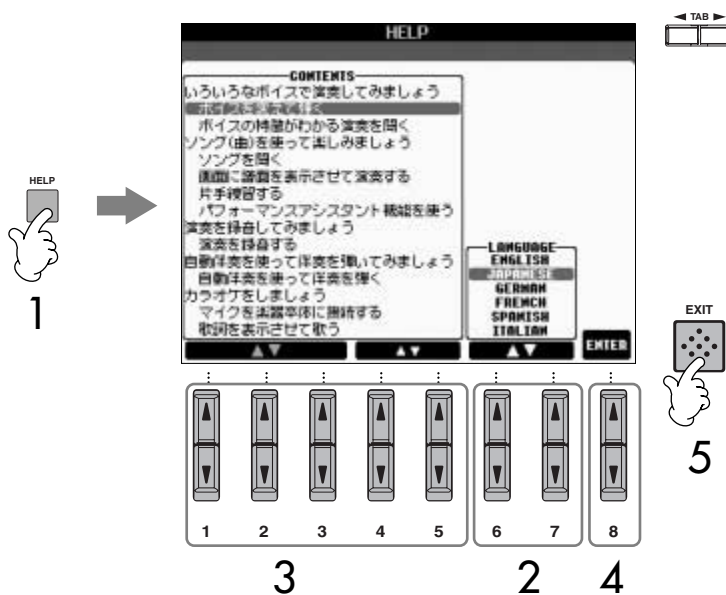 HELP
TAB
CONTENTS
いろいろなボイスで演奏してみましょう
ボイスを変えて弾く
ボイスの特徴がわかる演奏を聞く
ソング(曲)を使って楽しみましょう
ソングを聞く
画面に譜面を表示させて演奏する
片手練習する
パフォーマンスアシスタント機能を使う
演奏を録音してみましょう
演奏を録音する
自動伴奏を使って伴奏を弾いてみましょう
自動伴奏を使って伴奏を弾く
カラオケをしましょう
マイクを楽器本体に接続する
歌詞を表示させて歌う
LANGUAGE
ENGLISH
JAPANESE
GERMAN
FRENCH
SPANISH
ITALIAN
ENTER
HELP
1
EXIT
5
1 2 3 4 5 6 7 8
3 2 4